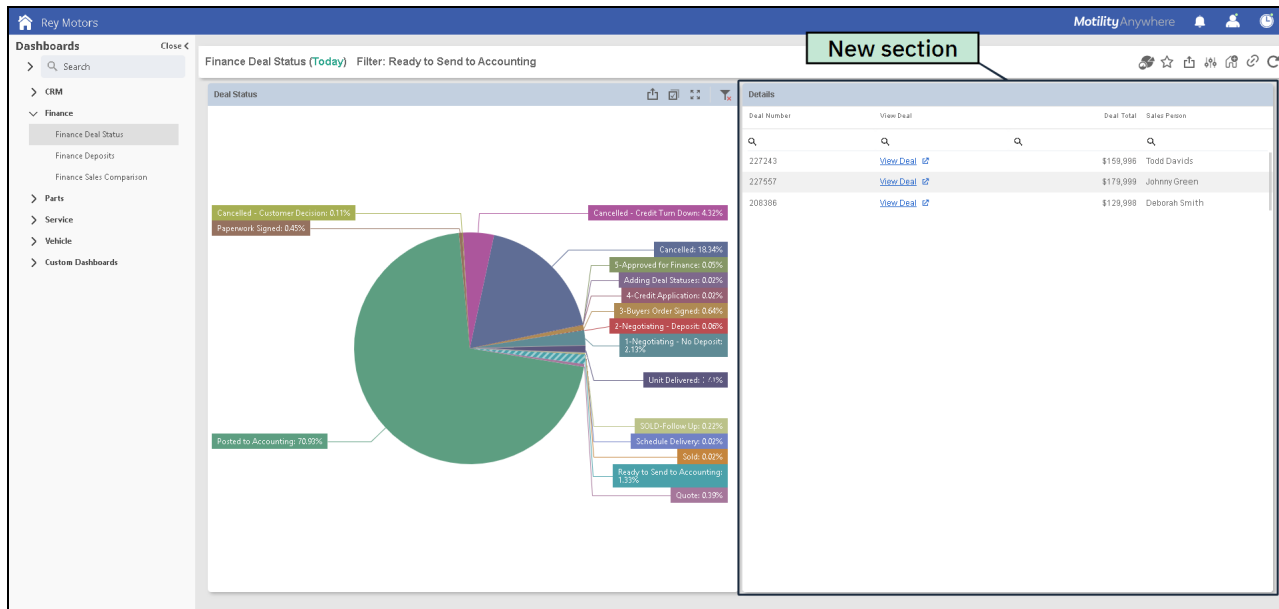 Rey Motors
MotilityAnywhere
Dashboards
Close
Search
CRM
Finance
Finance Deal Status
Finance Deposits
Finance Sales Comparison
Parts
Service
Vehicle
Custom Dashboards
New section
Finance Deal Status (Today) Filter: Ready to Send to Accounting
Deal Status
Cancelled - Customer Decision: 0.11%
Cancelled - Credit Turn Down: 4.32%
Paperwork Signed: 0.45%
Cancelled: 18.34%
5-Approved for Finance: 0.05%
Adding Deal Statuses: 0.02%
4-Credit Application: 0.02%
3-Buyers Order Signed: 0.64%
2-Negotiating - Deposit: 0.06%
1-Negotiating - No Deposit:
2.13%
Unit Delivered:
SOLD-Follow Up: 0.22%
Schedule Delivery: 0.02%
Posted to Accounting: 70.93%
Sold: 0.02%
Ready to Send to Accounting:
1.33%
Quote: 0.39%
Details
Deal Number View Deal Deal Total Sales Person
227243 View Deal $159,996 Todd Davids
227557 View Deal $179,999 Johnny Green
208386 View Deal $129,998 Deborah Smith